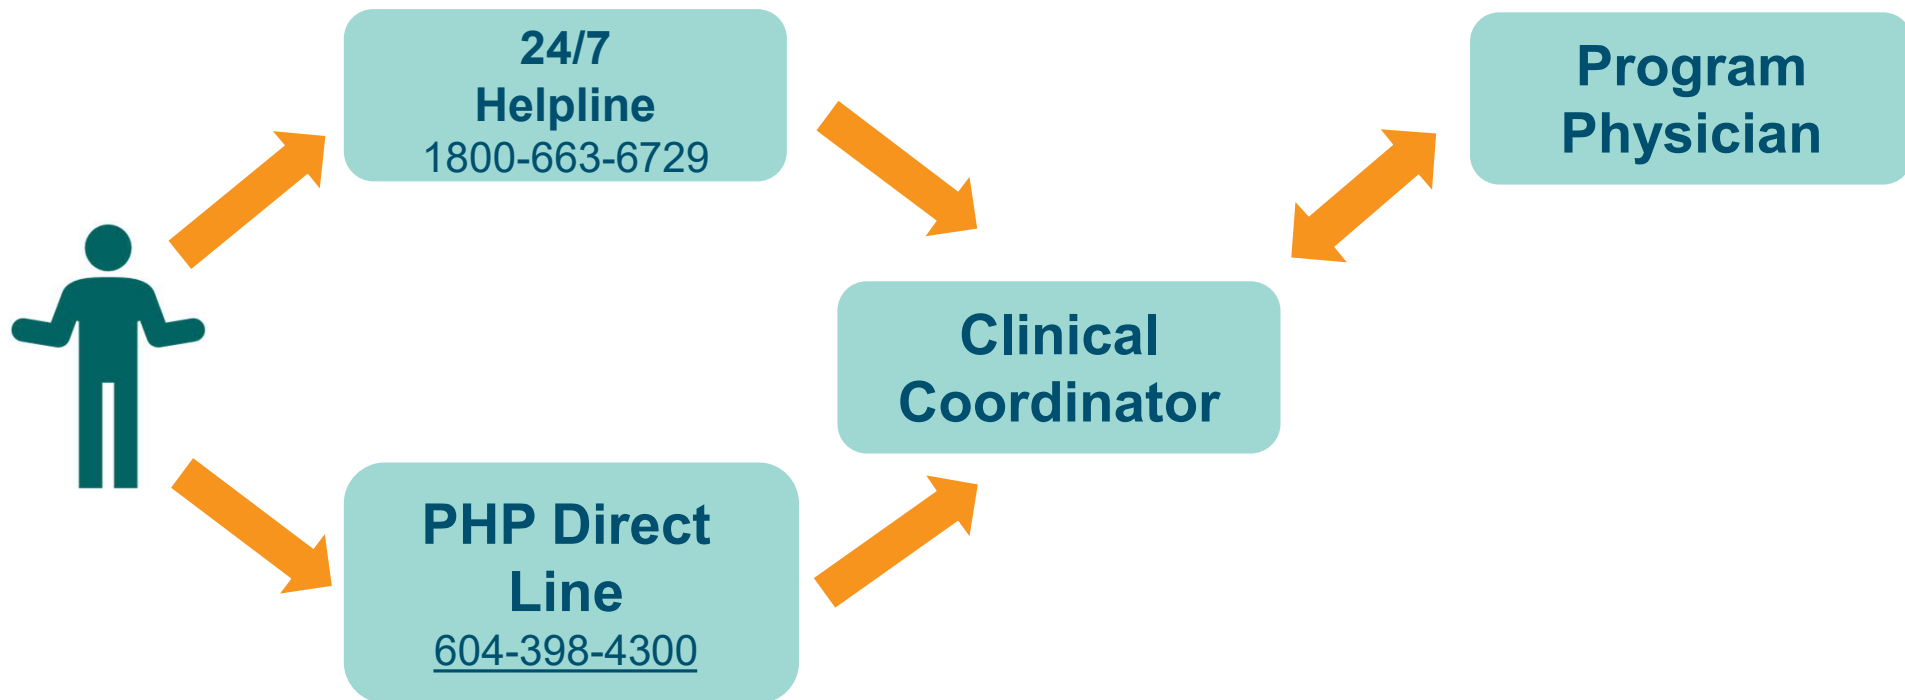 24/7
Helpline
1800-663-6729
Program
Physician
Clinical
Coordinator
PHP Direct
Line
604-398-4300